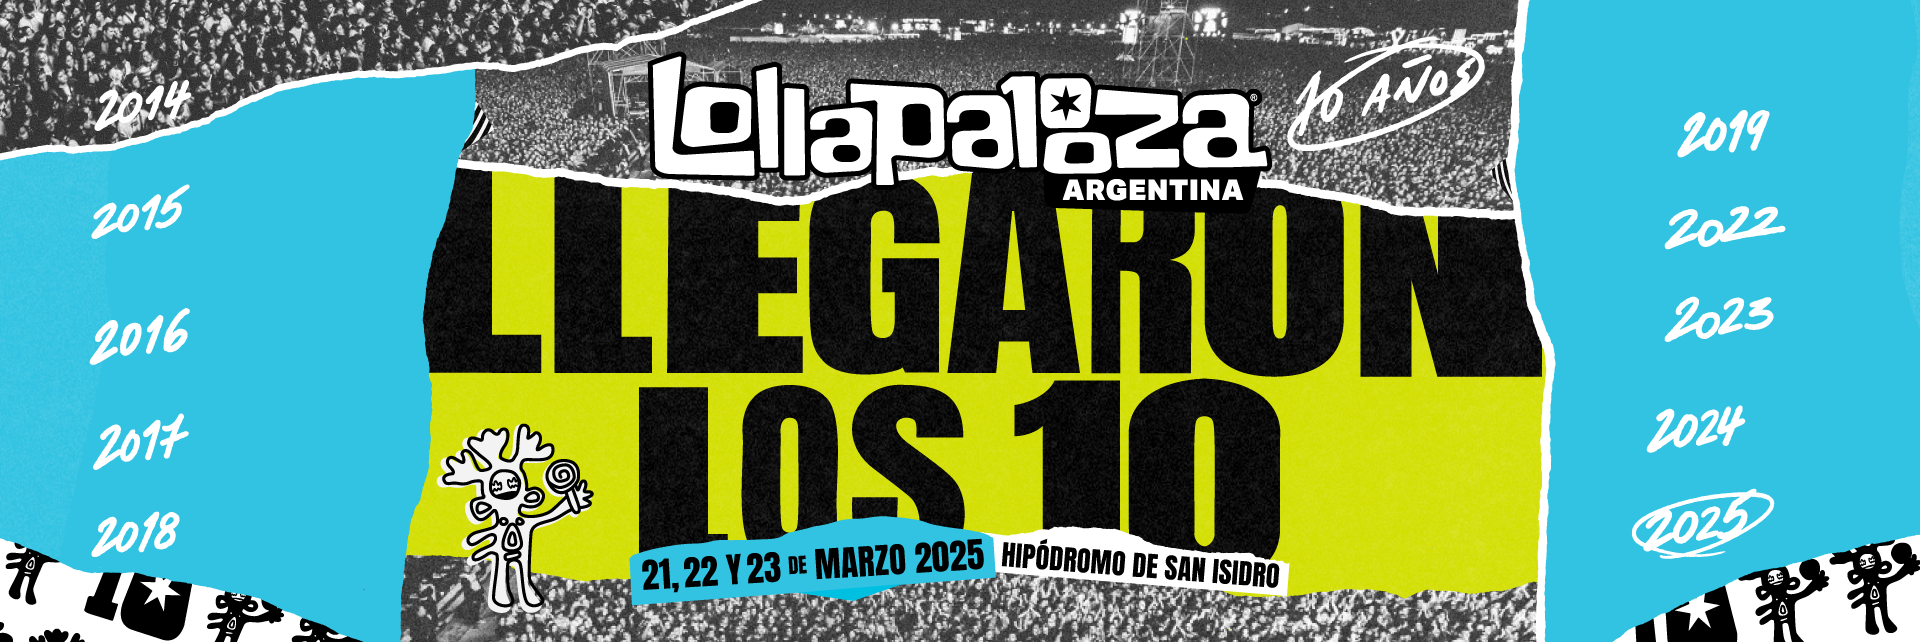 2014
2015
2016
2017
2018
Lollapalooza®
ARGENTINA
10 AÑOS
LLEGARON
LOS 10
21, 22 Y 23 DE MARZO 2025
HIPÓDROMO DE SAN ISIDRO
2019
2022
2023
2024
2025
10